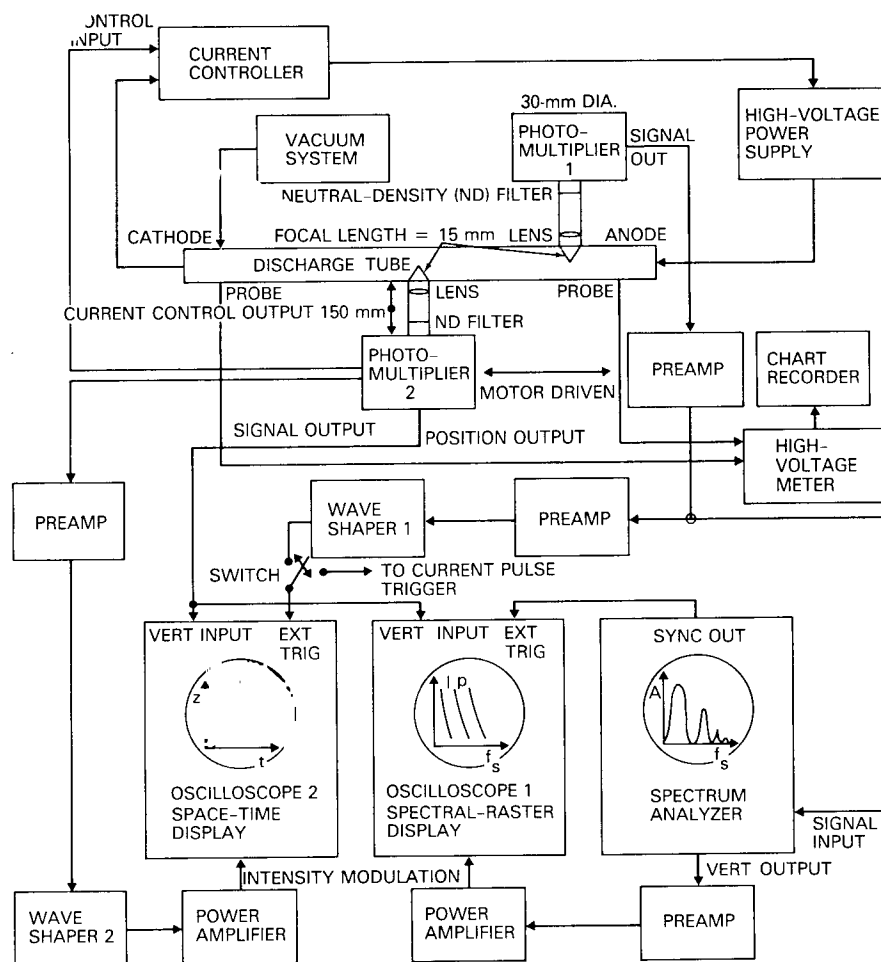 CONTROL
INPUT
CURRENT
CONTROLLER
30-mm DIA.
PHOTO-
MULTIPLIER
1
SIGNAL
OUT
HIGH-VOLTAGE
POWER
SUPPLY
VACUUM
SYSTEM
NEUTRAL-DENSITY (ND) FILTER
CATHODE
FOCAL LENGTH = 15 mm
LENS
ANODE
DISCHARGE TUBE
PROBE
LENS
PROBE
CURRENT CONTROL OUTPUT 150 mm
ND FILTER
PHOTO-
MULTIPLIER
2
MOTOR DRIVEN
PREAMP
CHART
RECORDER
SIGNAL OUTPUT
POSITION OUTPUT
HIGH-
VOLTAGE
METER
PREAMP
WAVE
SHAPER 1
PREAMP
SWITCH
TO CURRENT PULSE
TRIGGER
VERT INPUT
EXT
TRIG
VERT INPUT
EXT
TRIG
SYNC OUT
z
t
I p
f_s
A
f_s
OSCILLOSCOPE 2
SPACE-TIME
DISPLAY
OSCILLOSCOPE 1
SPECTRAL-RASTER
DISPLAY
SPECTRUM
ANALYZER
SIGNAL
INPUT
INTENSITY MODULATION
VERT OUTPUT
WAVE
SHAPER 2
POWER
AMPLIFIER
POWER
AMPLIFIER
PREAMP